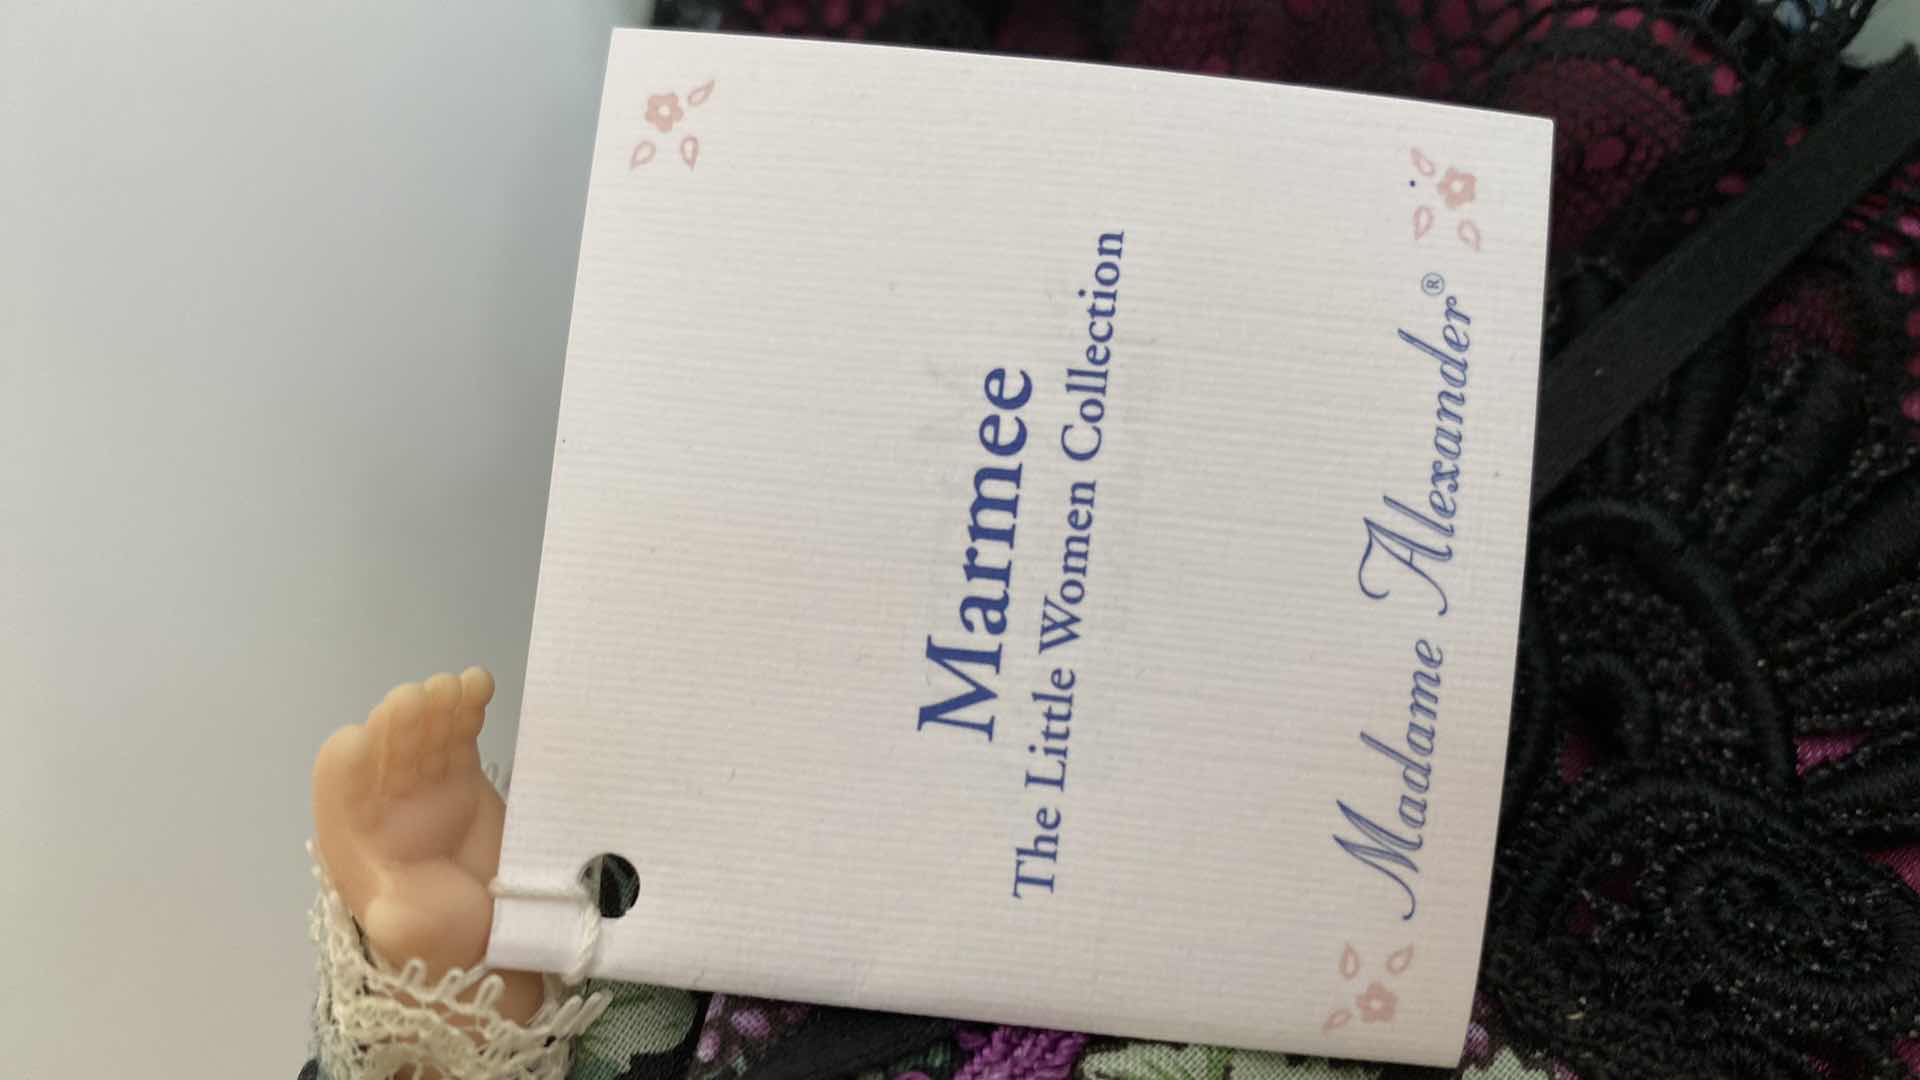 Marmee
The Little Women Collection
Madame Alexander®